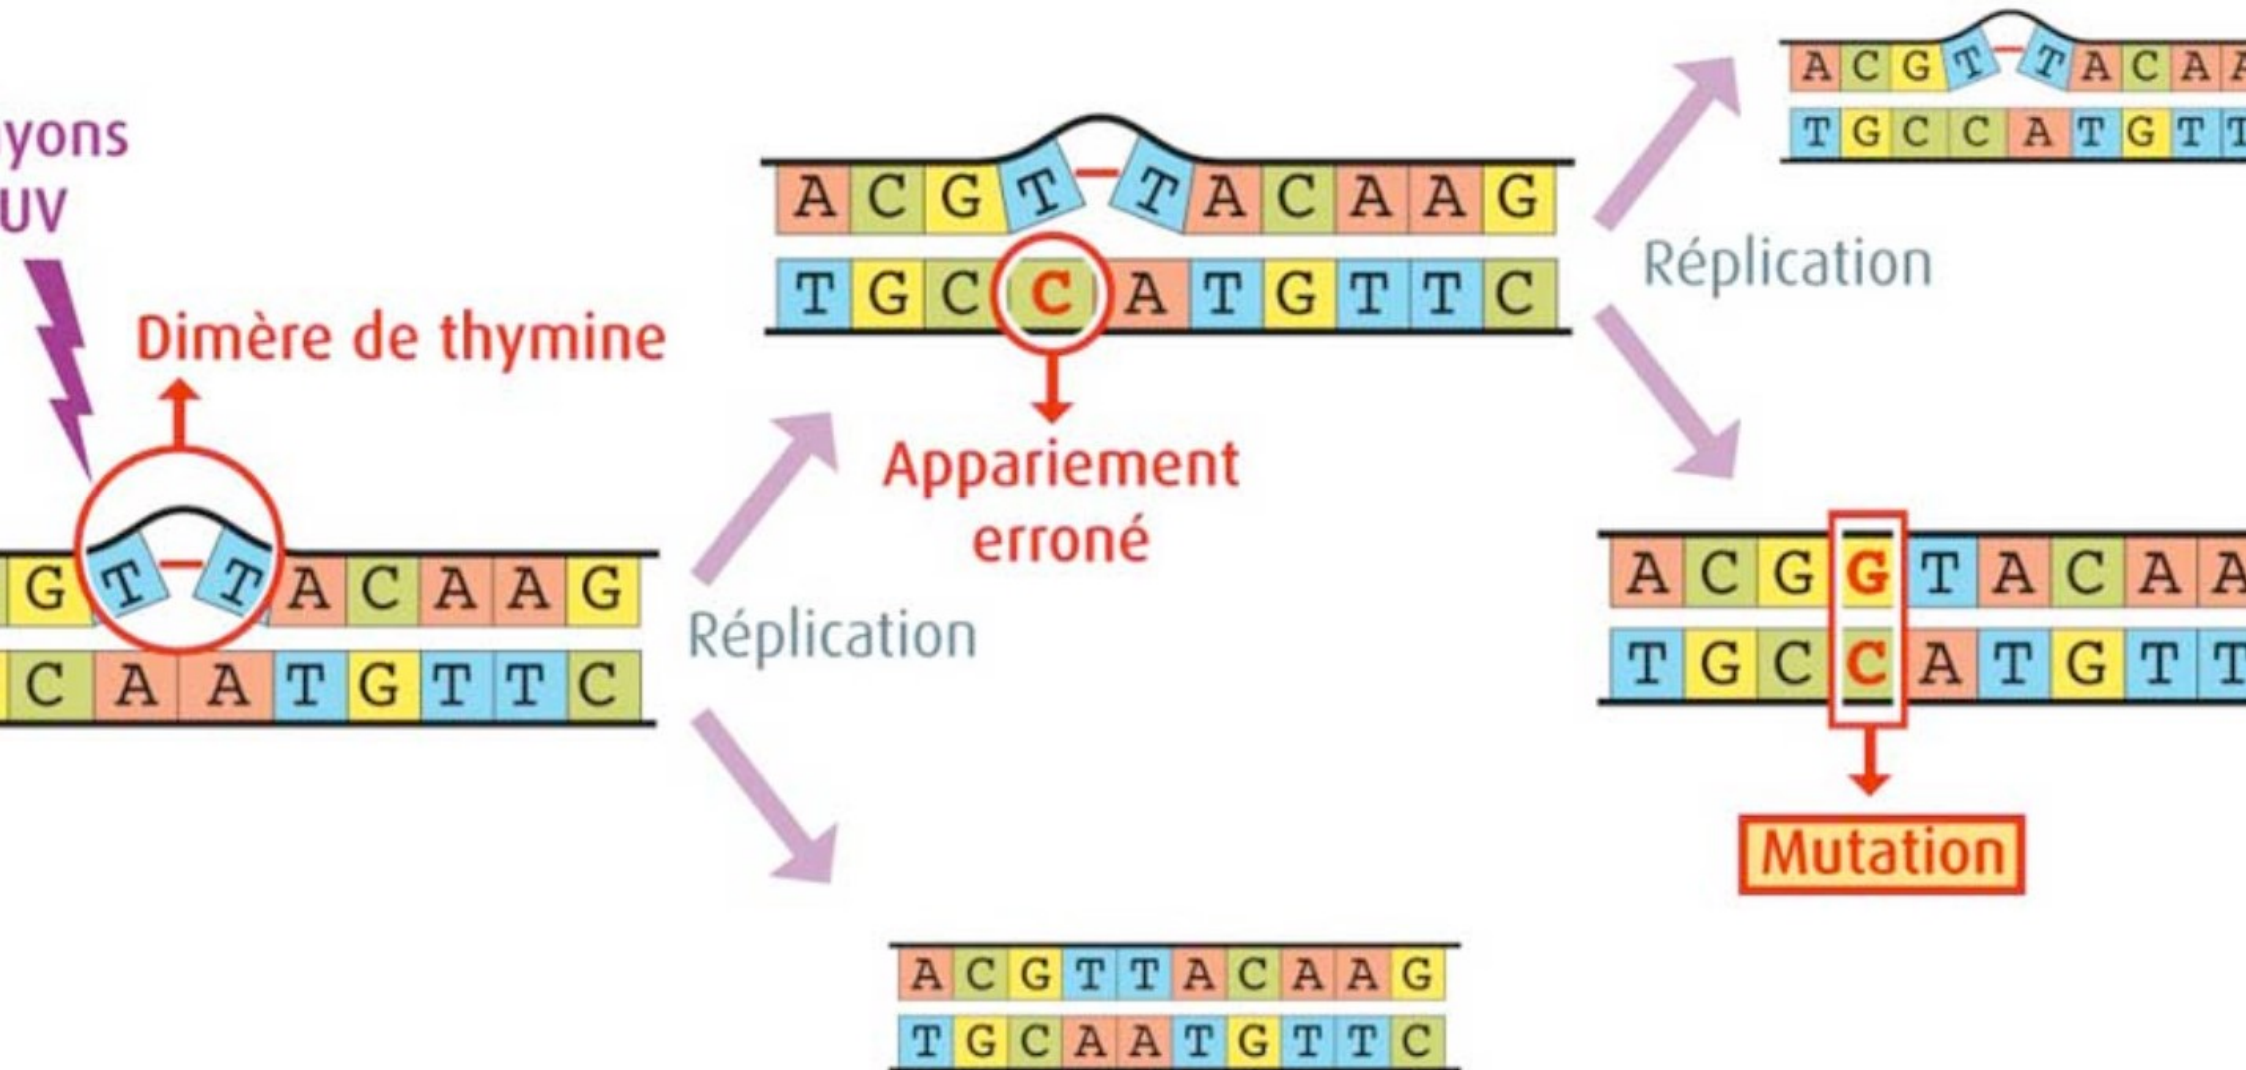 yons
UV
Dimère de thymine
G T T A C A A G
C A A T G T T C
Réplication
A C G T T A C A A G
T G C C A T G T T C
Appariement
erroné
A C G T T A C A A G
T G C A A T G T T C
Réplication
A C G T T A C A A
T G C C A T G T T
A C G G T A C A A
T G C C A T G T T
Mutation